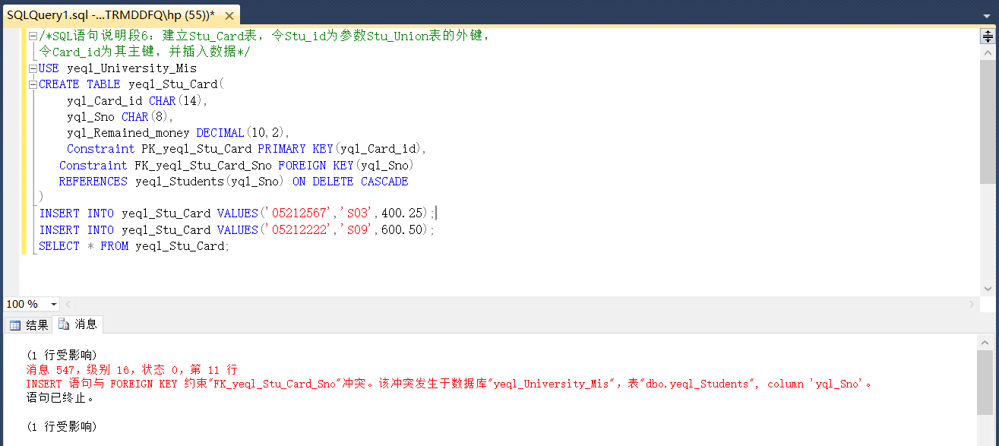 SQLQuery1.sql -...TRMDDFQ\hp (55))*
/*SQL语句说明段6：建立Stu_Card表，令Stu_id为参数Stu_Union表的外键，
令Card_id为其主键，并插入数据*/
USE yeql_University_Mis
CREATE TABLE yeql_Stu_Card(
yql_Card_id CHAR(14),
yql_Sno CHAR(8),
yql_Remained_money DECIMAL(10,2),
Constraint PK_yeql_Stu_Card PRIMARY KEY(yql_Card_id),
Constraint FK_yeql_Stu_Card_Sno FOREIGN KEY(yql_Sno)
REFERENCES yeql_Students(yql_Sno) ON DELETE CASCADE
)
INSERT INTO yeql_Stu_Card VALUES('05212567','S03',400.25);
INSERT INTO yeql_Stu_Card VALUES('05212222','S09',600.50);
SELECT * FROM yeql_Stu_Card;
100 %
结果 消息
(1 行受影响)
消息 547，级别 16，状态 0，第 11 行
INSERT 语句与 FOREIGN KEY 约束"FK_yeql_Stu_Card_Sno"冲突。该冲突发生于数据库"yeql_University_Mis"，表"dbo.yeql_Students", column 'yql_Sno'。
语句已终止。
(1 行受影响)